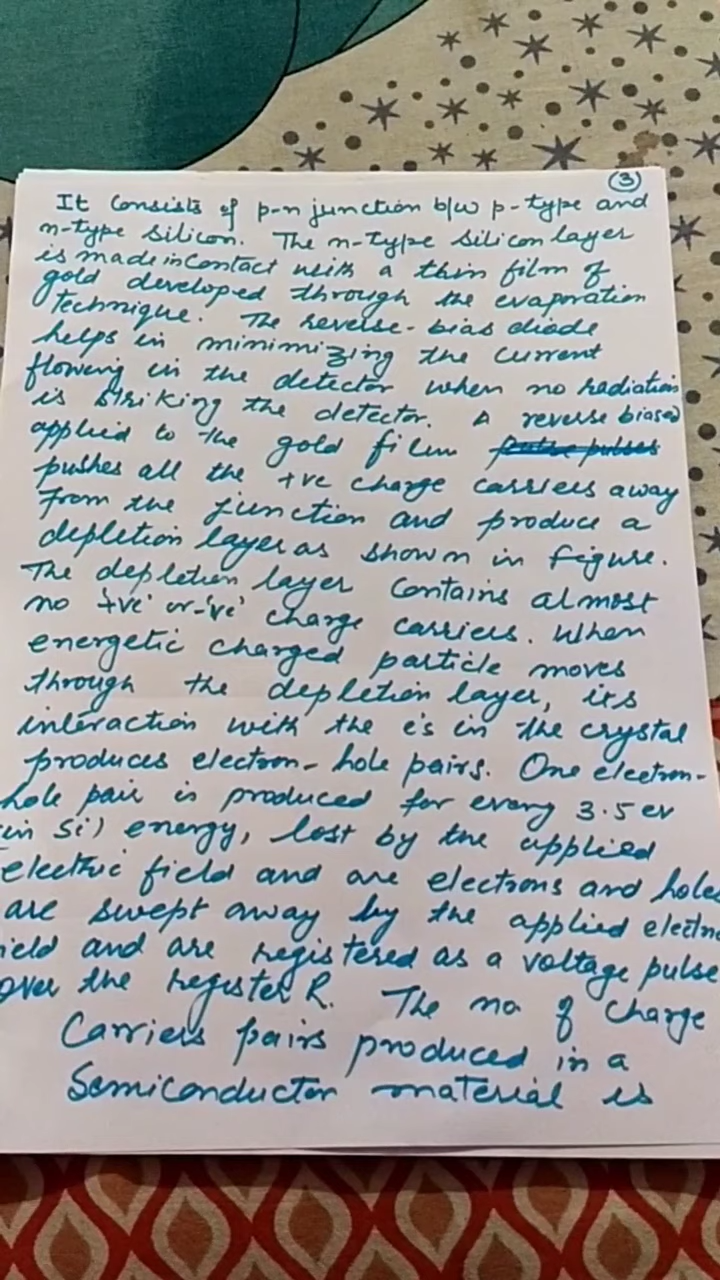 3
It consists of p-n junction b/w p-type and
n-type silicon. The n-type silicon layer
is made in contact with a thin film of
gold developed through the evaporation
technique. The reverse-bias diode
helps in minimizing the current
flowing in the detector when no radiation
is striking the detector. A reverse biased
applied to the gold film
pushes all the +ve charge carriers away
from the junction and produce a
depletion layer as shown in figure.
The depletion layer contains almost
no '+ve' or '-ve' charge carriers. When
energetic charged particle moves
through the depletion layer, its
interaction with the e's in the crystal
produces electron-hole pairs. One electron-
hole pair is produced for every 3.5 ev
in Si) energy, lost by the applied
electric field and are electrons and holes
are swept away by the applied electric
ield and are registered as a voltage pulse
over the register R. The no. of charge
Carriers pairs produced in a
Semiconductor material is